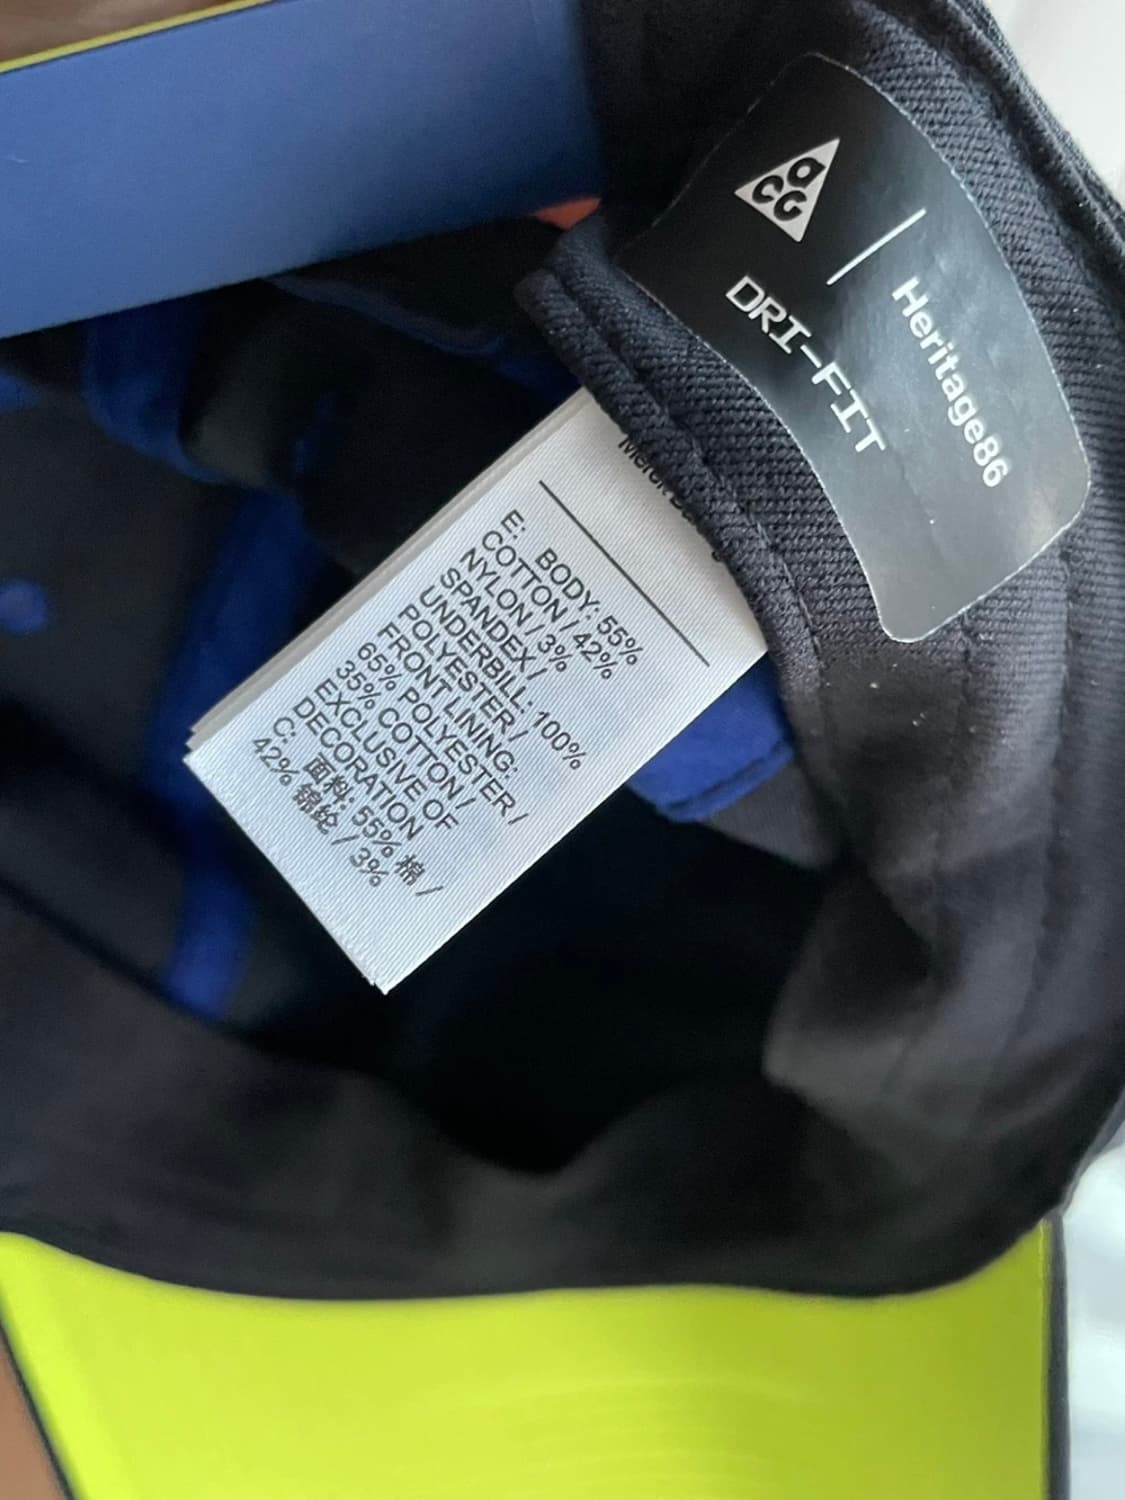 acG
DRI-FIT
Heritage86
E: BODY: 55%
COTTON / 42%
NYLON / 3%
SPANDEX /
UNDERBILL: 100%
POLYESTER /
FRONT LINING:
65% POLYESTER /
35% COTTON /
EXCLUSIVE OF
DECORATION
C: 面料: 55% 棉 /
42% 锦纶 / 3%